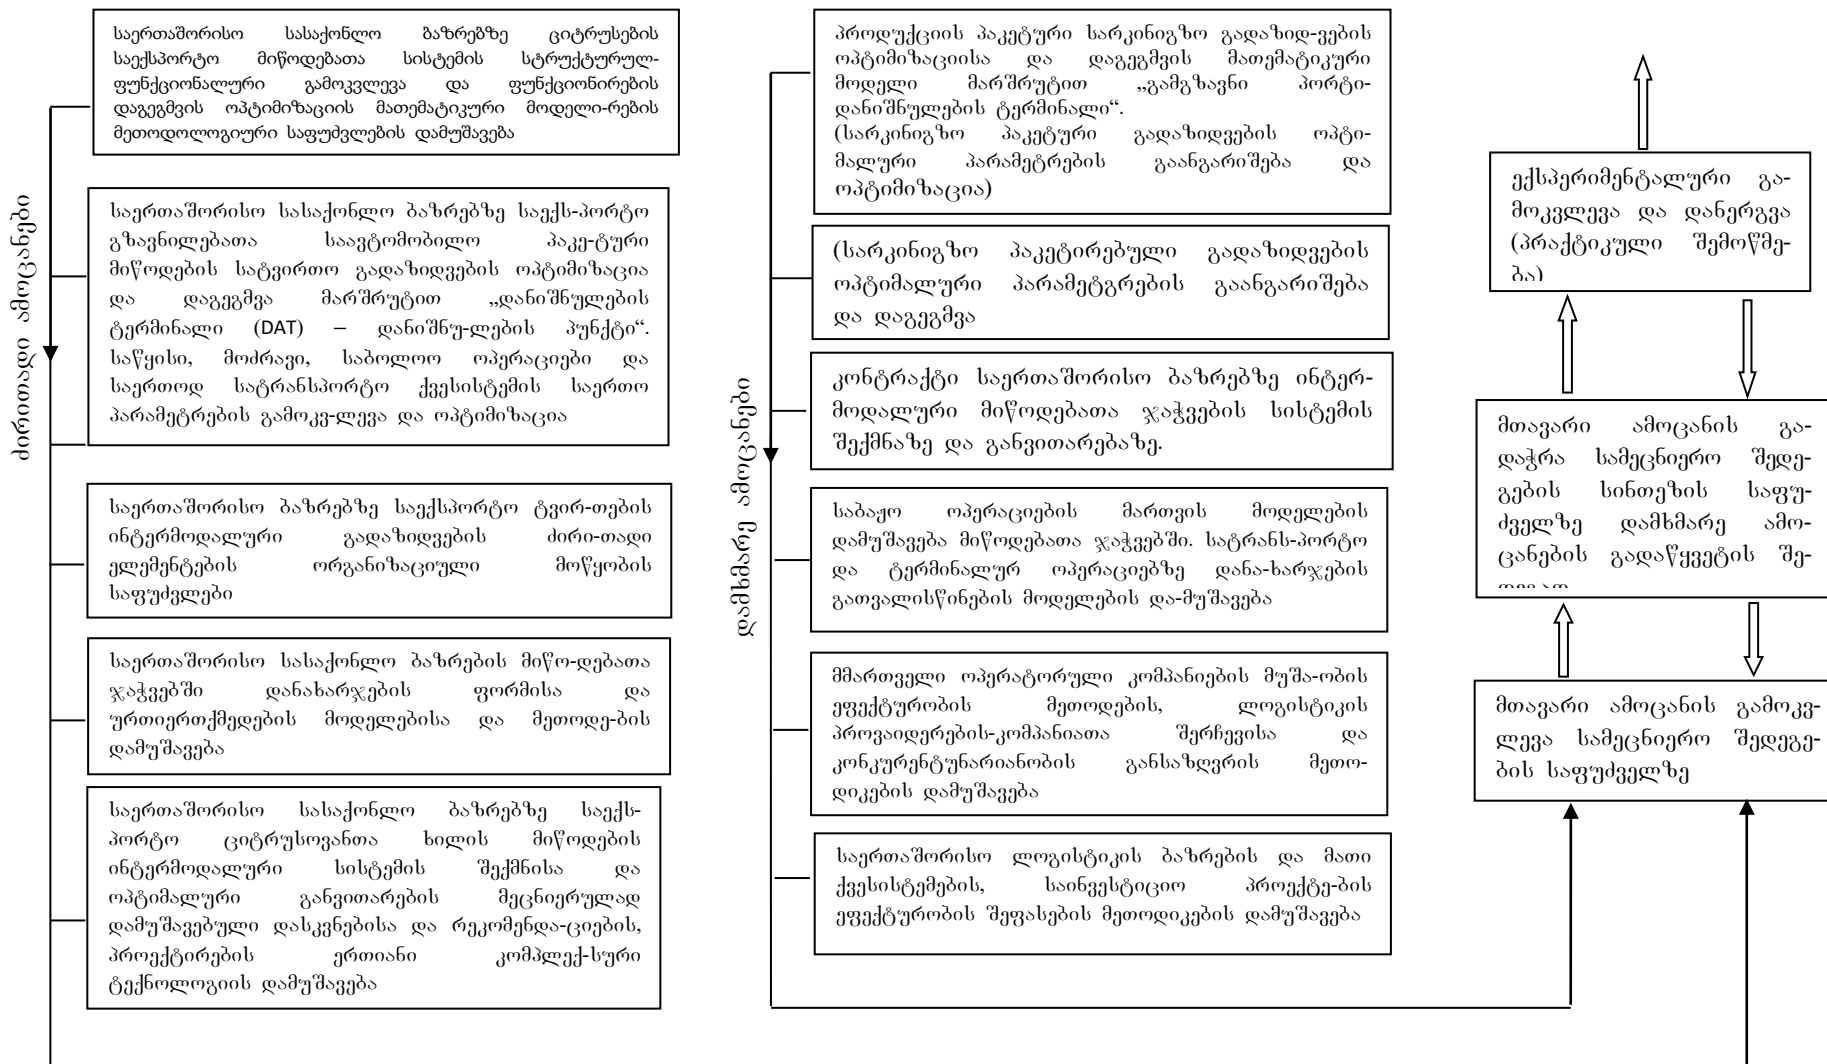 ძირითადი ამოცანები
საერთაშორისო სასაქონლო ბაზრებზე ციტრუსების
საექსპორტო მიწოდებათა სისტემის სტრუქტურულ-
ფუნქციონალური გამოკვლევა და ფუნქციონირების
დაგეგმვის ოპტიმიზაციის მათემატიკური მოდელი-რების
მეთოდოლოგიური საფუძვლების დამუშავება
საერთაშორისო სასაქონლო ბაზრებზე საექს-პორტო
გზავნილებათა საავტომობილო პაკე-ტური
მიწოდების სატვირთო გადაზიდვების ოპტიმიზაცია
და დაგეგმვა მარშრუტით „დანიშნულების
ტერმინალი (DAT) – დანიშნუ-ლების პუნქტი“.
საწყისი, მოძრავი, საბოლოო ოპერაციები და
საერთოდ სატრანსპორტო ქვესისტემის საერთო
პარამეტრების გამოკვ-ლევა და ოპტიმიზაცია
საერთაშორისო ბაზრებზე საექსპორტო ტვირ-თების
ინტერმოდალური გადაზიდვების ძირი-თადი
ელემენტების ორგანიზაციული მოწყობის
საფუძვლები
საერთაშორისო სასაქონლო ბაზრების მიწო-დებათა
ჯაჭვებში დანახარჯების ფორმისა და
ურთიერთქმედების მოდელებისა და მეთოდე-ბის
დამუშავება
საერთაშორისო სასაქონლო ბაზრებზე საექს-
პორტო ციტრუსოვანთა ხილის მიწოდების
ინტერმოდალური სისტემის შექმნისა და
ოპტიმალური განვითარების მეცნიერულად
დამუშავებული დასკვნებისა და რეკომენდა-ციების,
პროექტირების ერთიანი კომპლექ-სური
ტექნოლოგიის დამუშავება
დამხმარე ამოცანები
პროდუქციის პაკეტური სარკინიგზო გადაზიდ-ვების
ოპტიმიზაციისა და დაგეგმვის მათემატიკური
მოდელი მარშრუტით „გამგზავნი პორტი-
დანიშნულების ტერმინალი“.
(სარკინიგზო პაკეტური გადაზიდვების ოპტი-
მალური პარამეტრების გაანგარიშება და
ოპტიმიზაცია)
(სარკინიგზო პაკეტირებული გადაზიდვების
ოპტიმალური პარამეტგრების გაანგარიშება
და დაგეგმვა
კონტრაქტი საერთაშორისო ბაზრებზე ინტერ-
მოდალური მიწოდებათა ჯაჭვების სისტემის
შექმნაზე და განვითარებაზე.
საბაჟო ოპერაციების მართვის მოდელების
დამუშავება მიწოდებათა ჯაჭვებში. სატრანს-პორტო
და ტერმინალურ ოპერაციებზე დანა-ხარჯების
გათვალისწინების მოდელების და-მუშავება
მმართველი ოპერატორული კომპანიების მუშა-ობის
ეფექტურობის მეთოდების, ლოგისტიკის
პროვაიდერების-კომპანიათა შერჩევისა და
კონკურენტუნარიანობის განსაზღვრის მეთო-
დიკების დამუშავება
საერთაშორისო ლოგისტიკის ბაზრების და მათი
ქვესისტემების, საინვესტიციო პროექტე-ბის
ეფექტურობის შეფასების მეთოდიკების დამუშავება
ექსპერიმენტალური გა-
მოკვლევა და დანერგვა
(პრაქტიკული შემოწმე-
ბა)
მთავარი ამოცანის გა-
დაჭრა სამეცნიერო შედე-
გების სინთეზის საფუ-
ძველზე დამხმარე ამო-
ცანების გადაწყვეტის შე-
მთავარი ამოცანის გამოკვ-
ლევა სამეცნიერო შედეგე-
ბის საფუძველზე